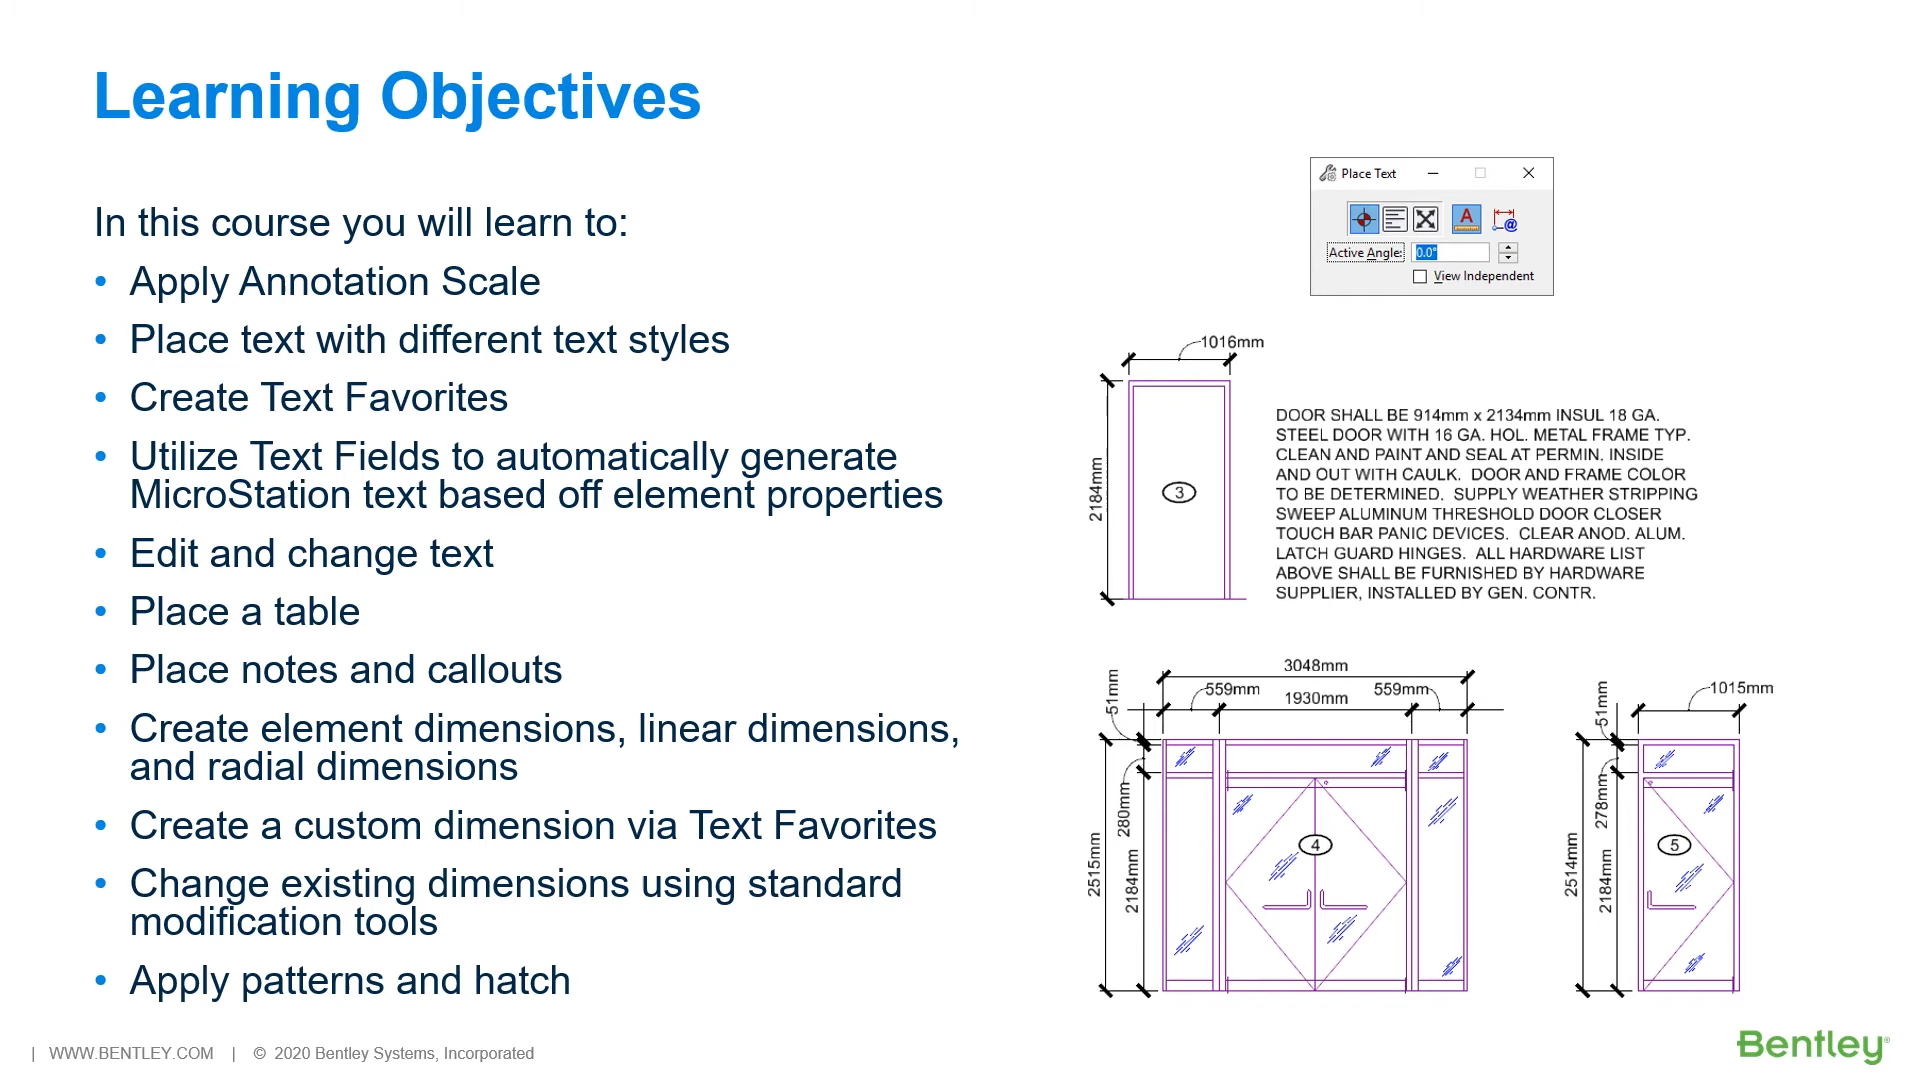 Learning Objectives
In this course you will learn to:
• Apply Annotation Scale
• Place text with different text styles
• Create Text Favorites
• Utilize Text Fields to automatically generate
MicroStation text based off element properties
• Edit and change text
• Place a table
• Place notes and callouts
• Create element dimensions, linear dimensions,
and radial dimensions
• Create a custom dimension via Text Favorites
• Change existing dimensions using standard
modification tools
• Apply patterns and hatch
Place Text
A
@
Active Angle:
0.0°
View Independent
1016mm
2184mm
3
DOOR SHALL BE 914mm x 2134mm INSUL 18 GA.
STEEL DOOR WITH 16 GA. HOL. METAL FRAME TYP.
CLEAN AND PAINT AND SEAL AT PERMIN. INSIDE
AND OUT WITH CAULK.  DOOR AND FRAME COLOR
TO BE DETERMINED.  SUPPLY WEATHER STRIPPING
SWEEP ALUMINUM THRESHOLD DOOR CLOSER
TOUCH BAR PANIC DEVICES.  CLEAR ANOD. ALUM.
LATCH GUARD HINGES.  ALL HARDWARE LIST
ABOVE SHALL BE FURNISHED BY HARDWARE
SUPPLIER, INSTALLED BY GEN. CONTR.
3048mm
51mm
559mm
1930mm
559mm
280mm
2515mm
2184mm
4
51mm
1015mm
278mm
2514mm
2184mm
5
| WWW.BENTLEY.COM | © 2020 Bentley Systems, Incorporated
Bentley®